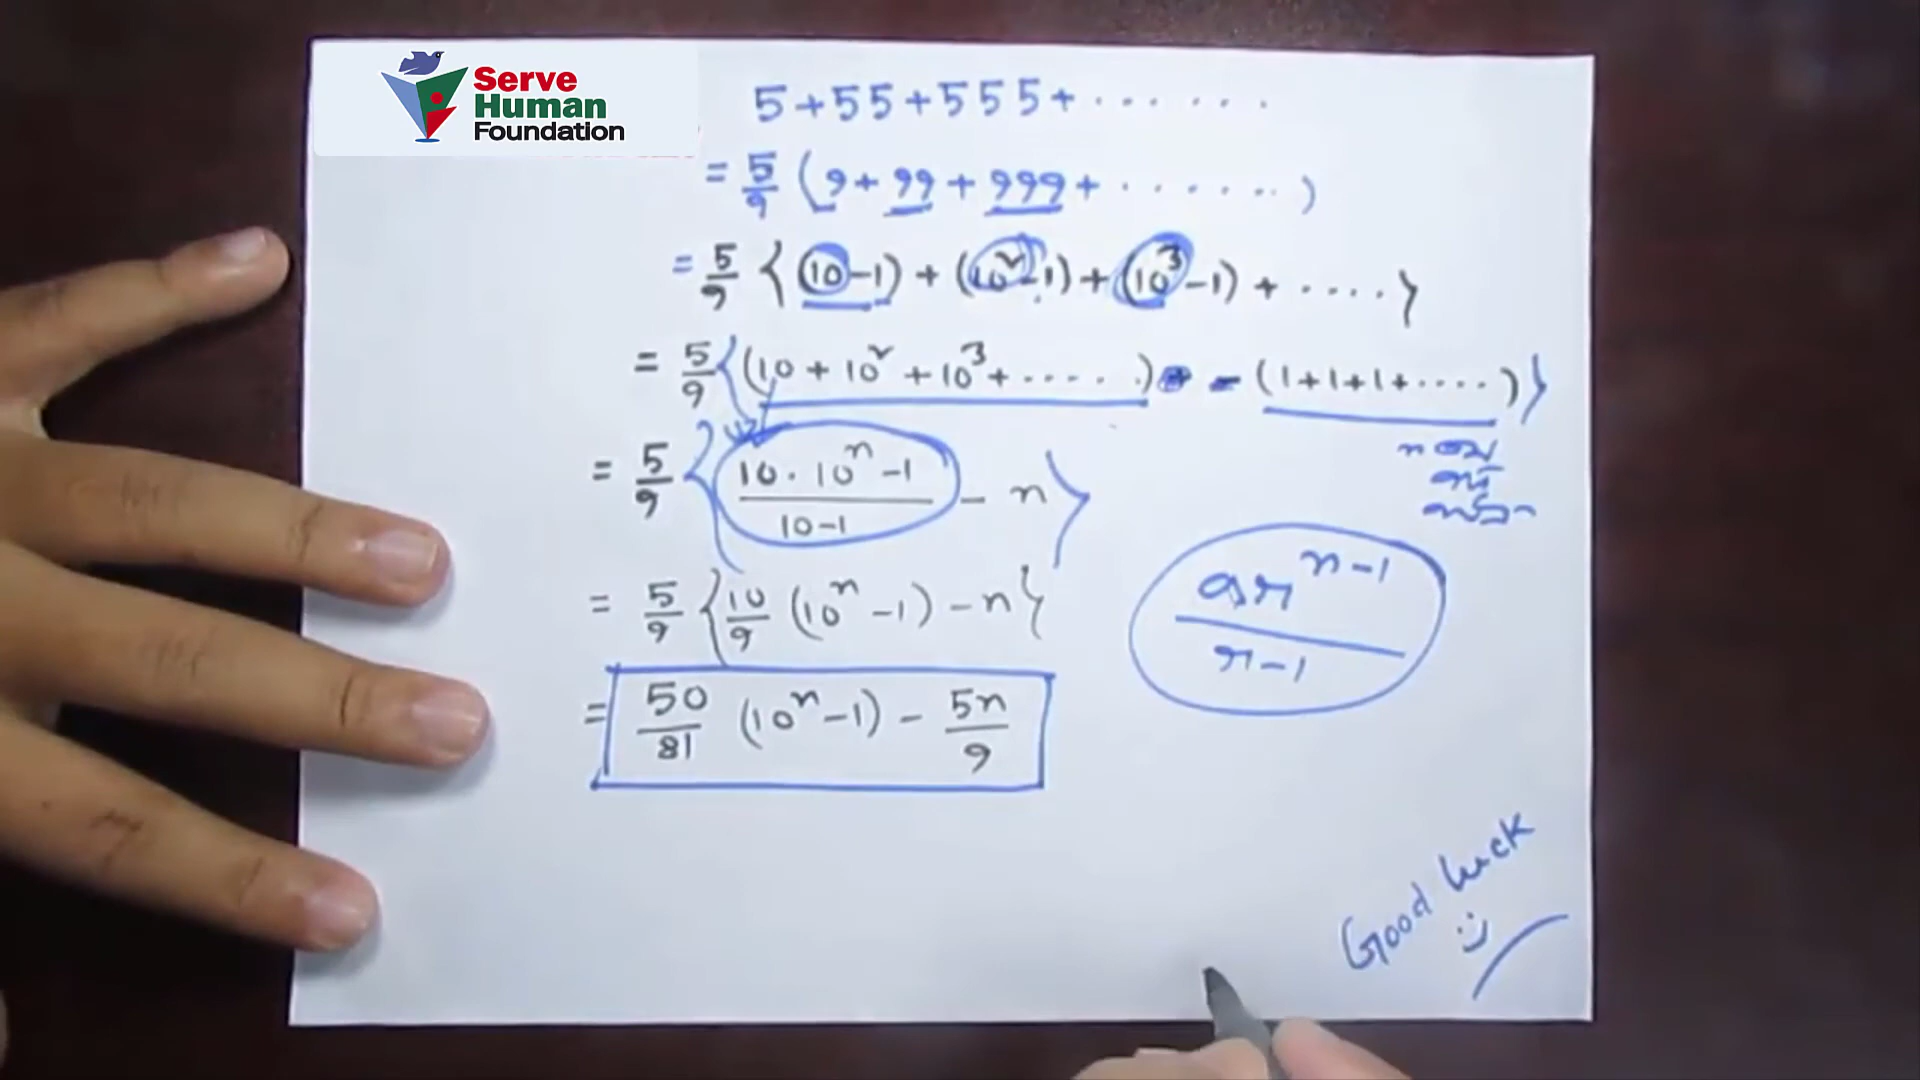 Serve
Human
Foundation
5+55+555+.......
= 5/9 (9+99+999+.......)
= 5/9 {(10-1)+(10²-1)+(10³-1)+....}
= 5/9 {(10+10²+10³+.....) - (1+1+1+....)}
= 5/9 {10·10ⁿ-1/10-1 - n}
= 5/9 {10/9 (10ⁿ-1)-n}
= 50/81 (10ⁿ-1) - 5n/9
arⁿ⁻¹/r-1
Good luck